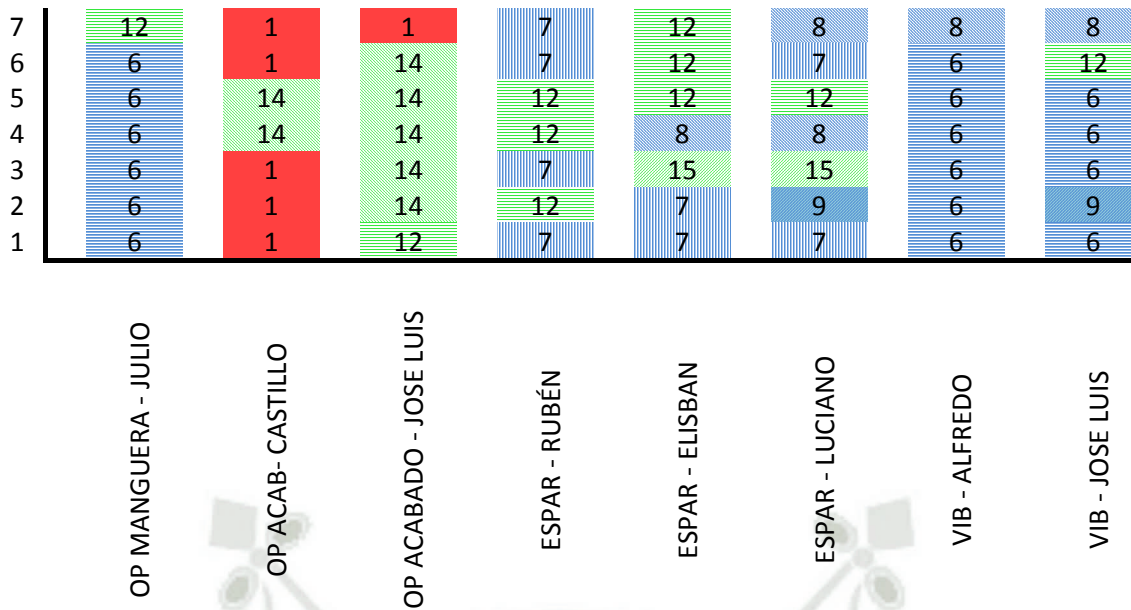 7 12 1 1 7 12 8 8 8
6 6 1 14 7 12 7 6 12
5 6 14 14 12 12 12 6 6
4 6 14 14 12 8 8 6 6
3 6 1 14 7 15 15 6 6
2 6 1 14 12 7 9 6 9
1 6 1 12 7 7 7 6 6
OP MANGUERA - JULIO
OP ACAB- CASTILLO
OP ACABADO - JOSE LUIS
ESPAR - RUBÉN
ESPAR - ELISBAN
ESPAR - LUCIANO
VIB - ALFREDO
VIB - JOSE LUIS